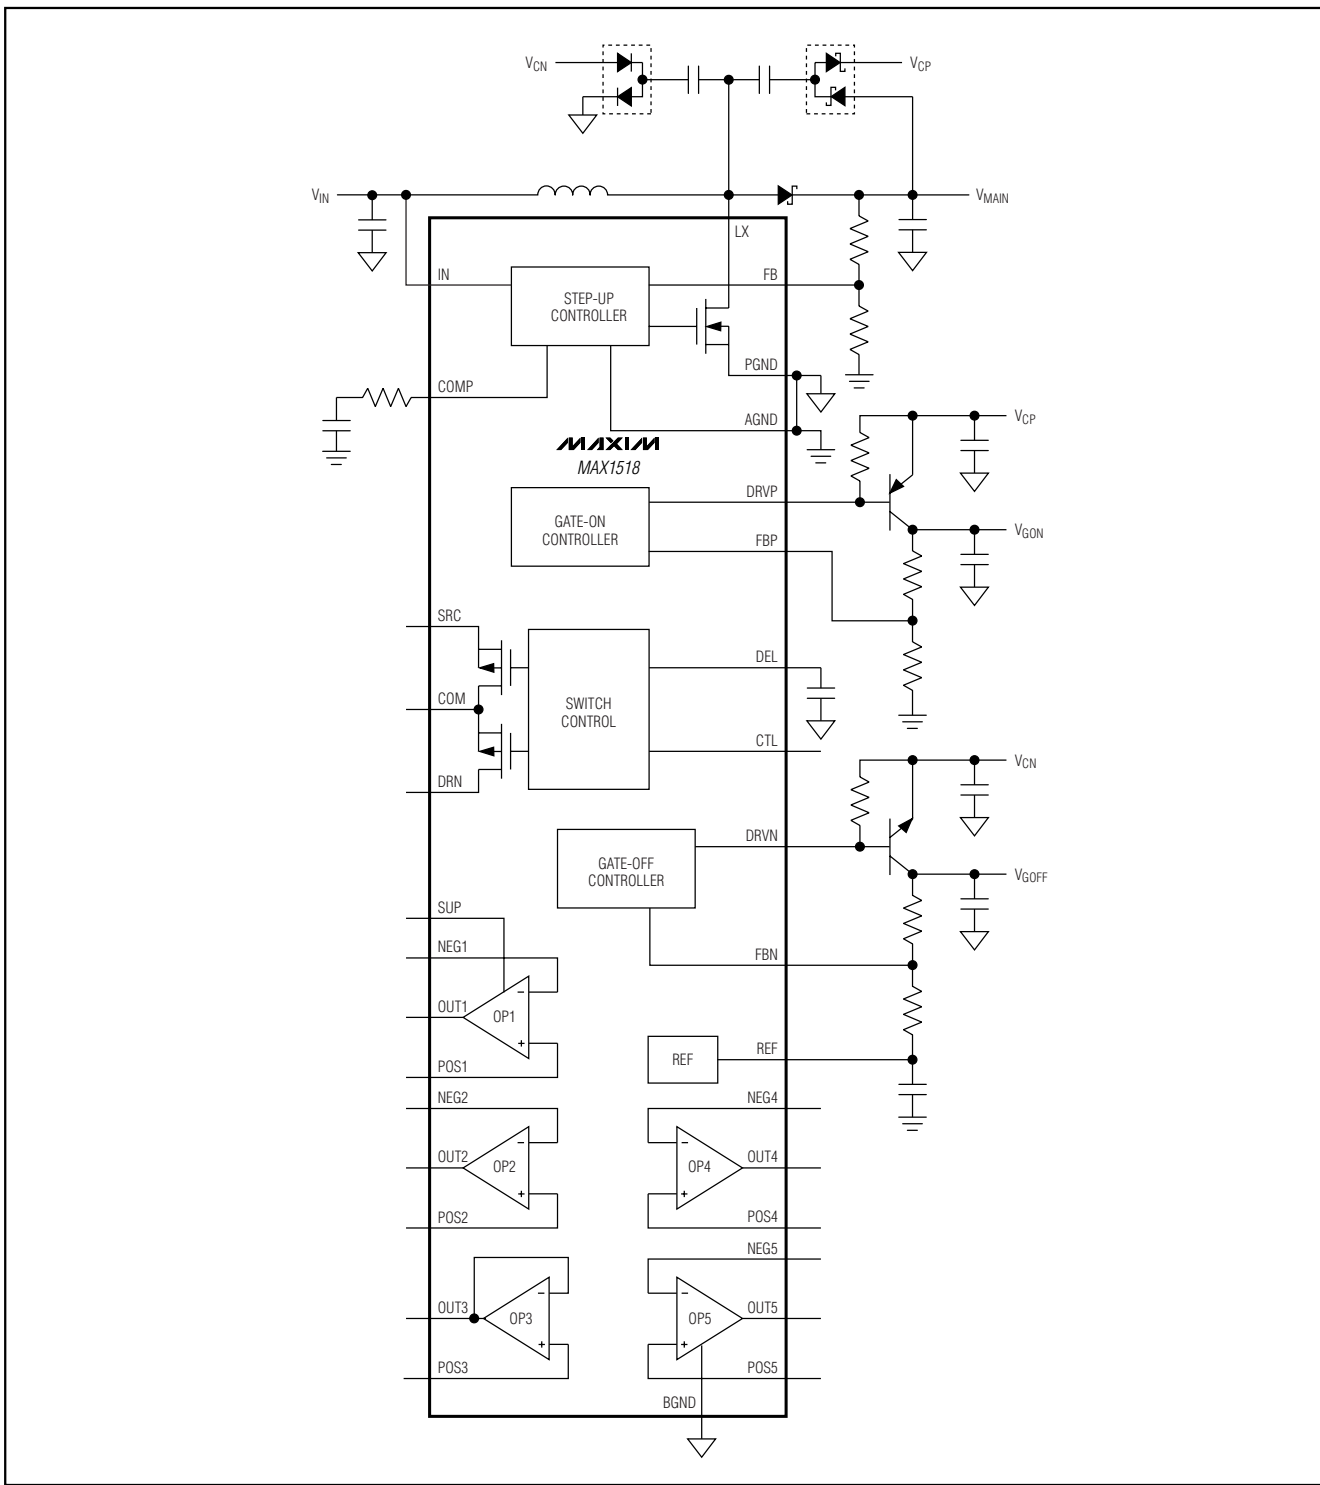 VCN
VCP
VIN
VMAIN
LX
IN
FB
STEP-UP
CONTROLLER
PGND
COMP
AGND
VCP
MAXIM
MAX1518
DRVP
GATE-ON
CONTROLLER
VGON
FBP
SRC
DEL
COM
SWITCH
CONTROL
CTL
VCN
DRN
DRVN
GATE-OFF
CONTROLLER
VGOFF
SUP
NEG1
FBN
OUT1
OP1
-
+
REF
REF
POS1
NEG2
NEG4
-
-
OUT2
OP2
OP4
OUT4
+
+
POS2
POS4
NEG5
-
-
OUT3
OP3
OP5
OUT5
+
+
POS3
POS5
BGND